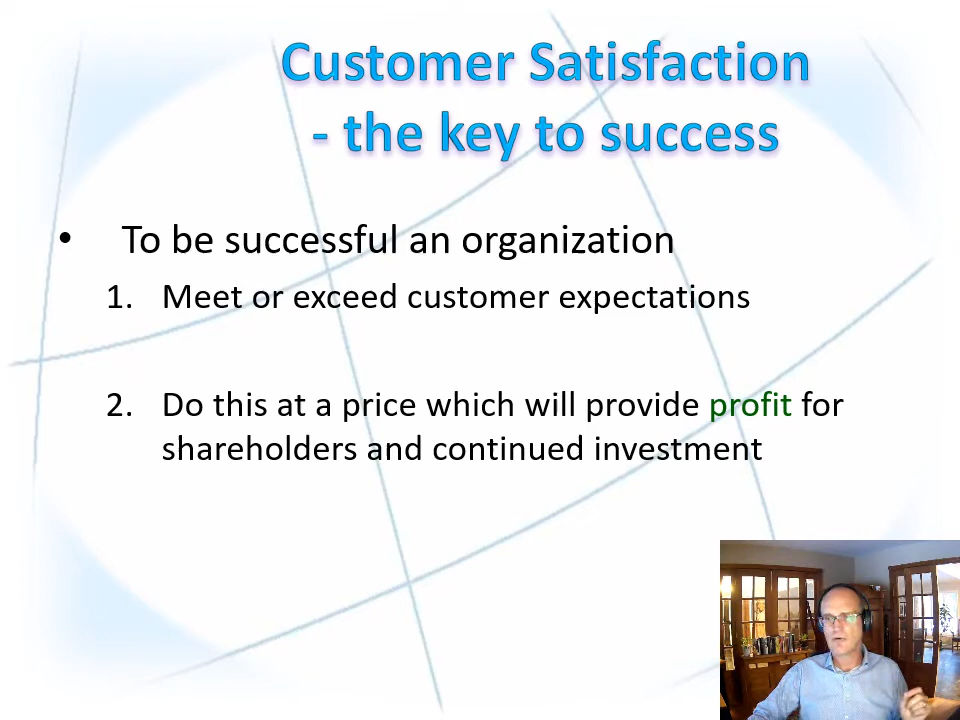 Customer Satisfaction
- the key to success
• To be successful an organization
1. Meet or exceed customer expectations
2. Do this at a price which will provide profit for
shareholders and continued investment